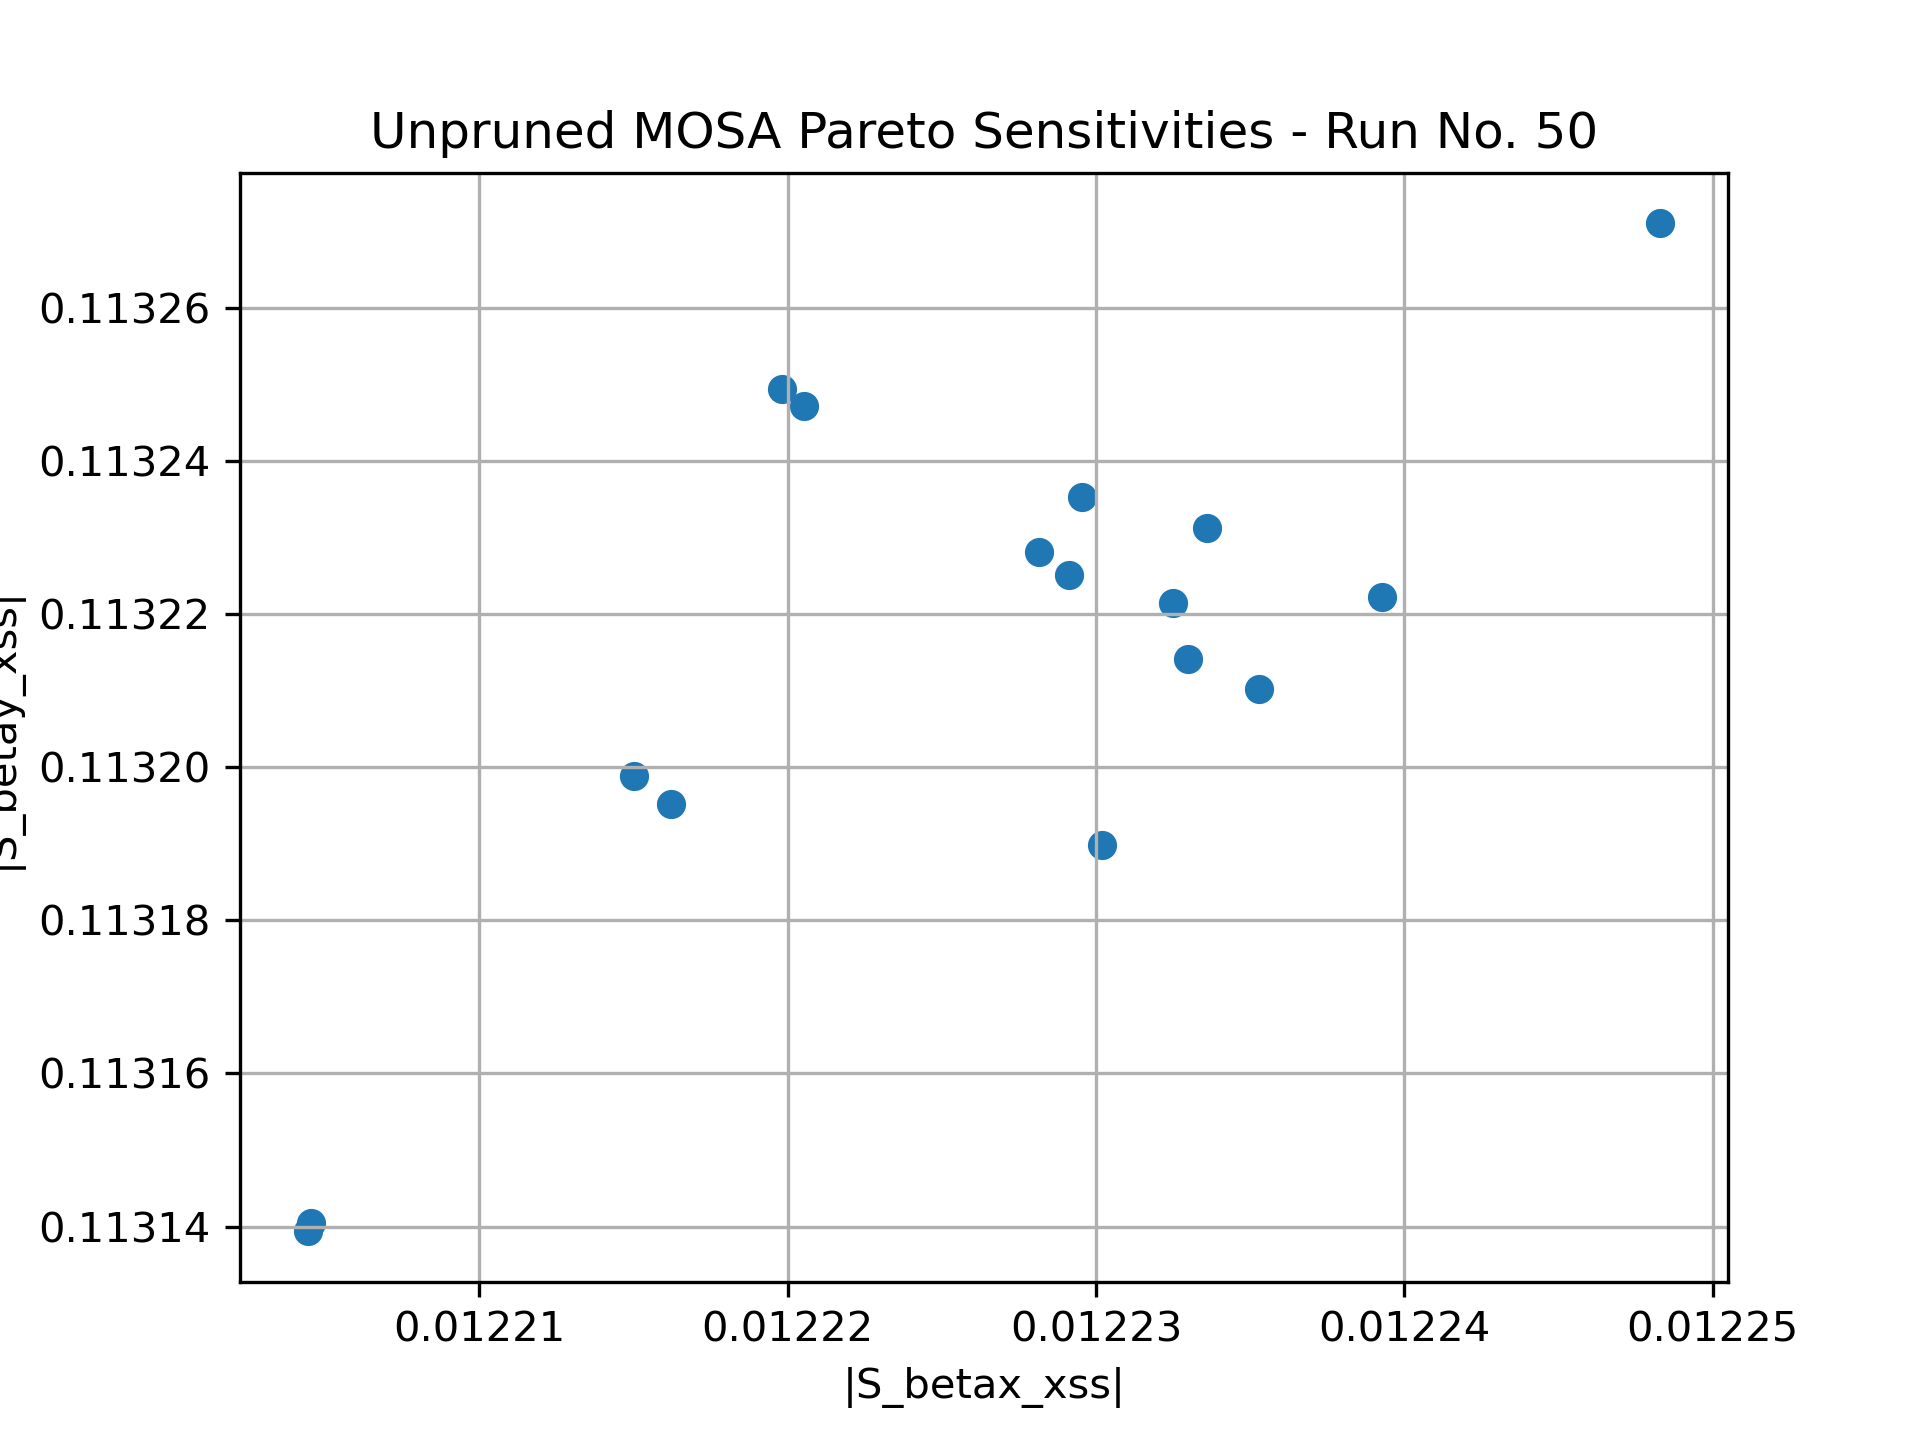 Unpruned MOSA Pareto Sensitivities - Run No. 50
|S_betay_xss|
0.11326
0.11324
0.11322
0.11320
0.11318
0.11316
0.11314
0.01221 0.01222 0.01223 0.01224 0.01225
|S_betax_xss|